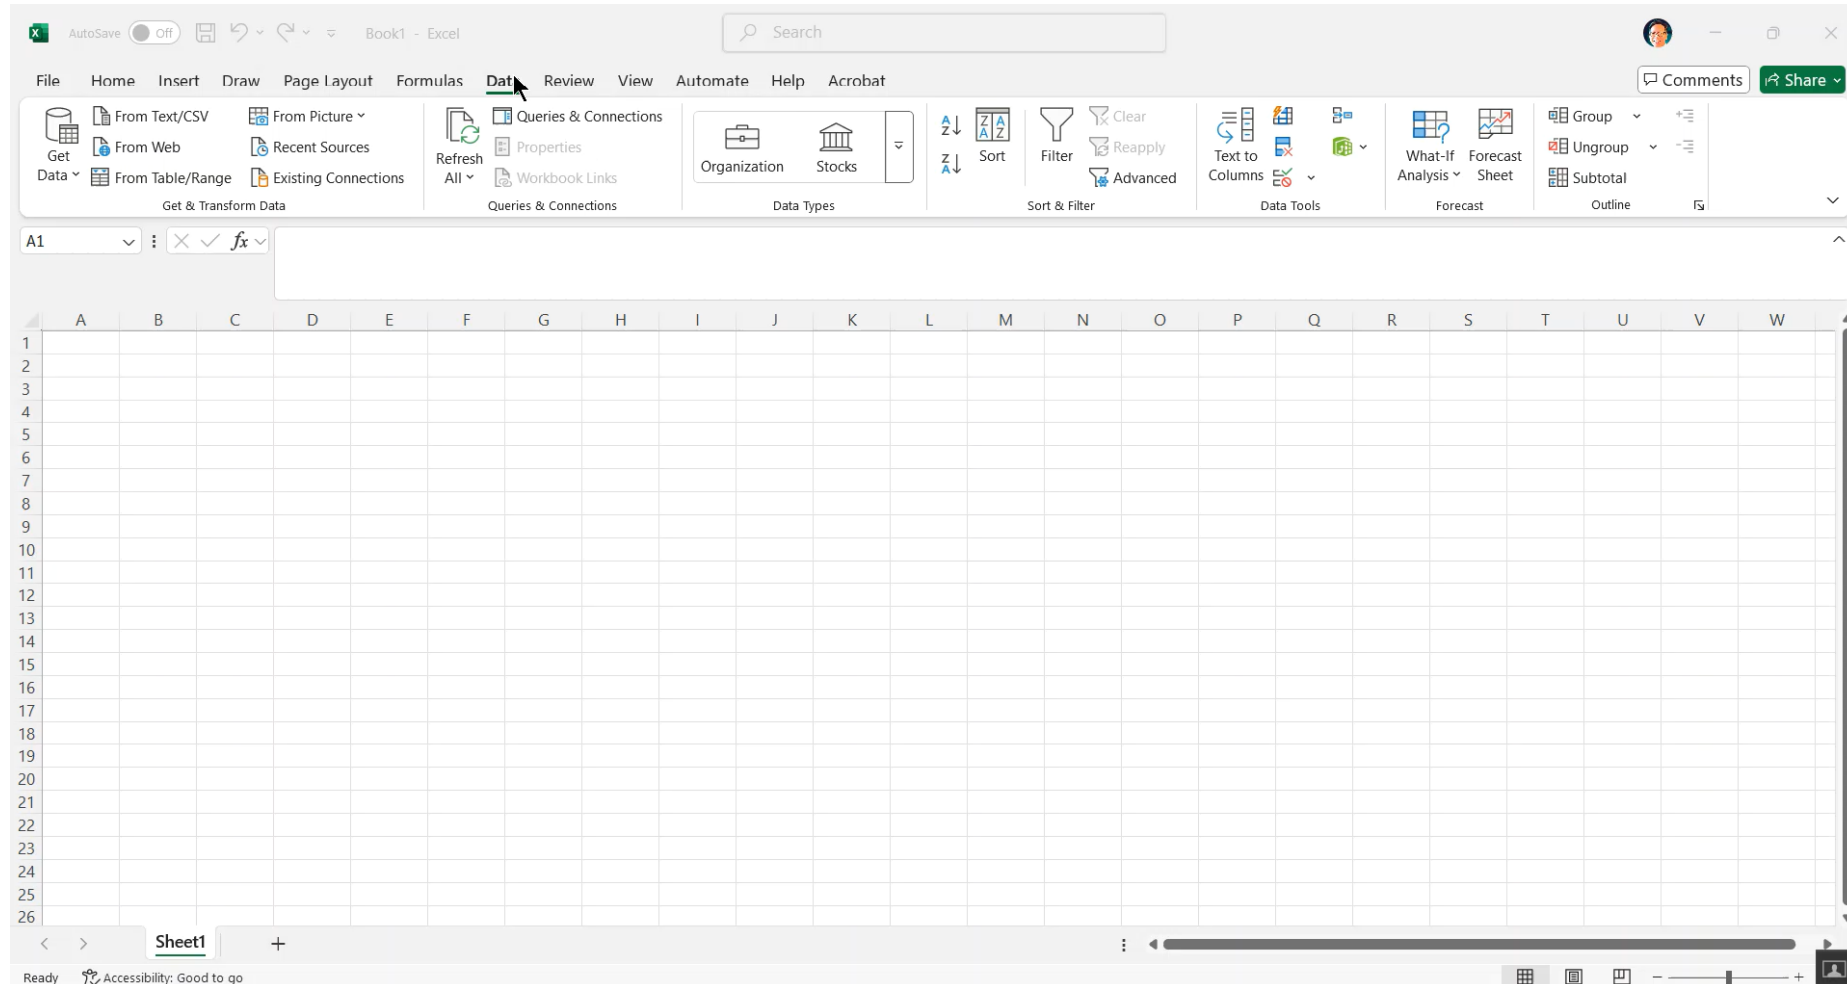 AutoSave Off Book1 - Excel Search
File Home Insert Draw Page Layout Formulas Data Review View Automate Help Acrobat Comments Share
Get Data
From Text/CSV
From Web
From Table/Range
From Picture
Recent Sources
Existing Connections
Get & Transform Data
Refresh All
Queries & Connections
Properties
Workbook Links
Queries & Connections
Organization
Stocks
Data Types
Sort
Filter
Clear
Reapply
Advanced
Sort & Filter
Text to Columns
Data Tools
What-If Analysis
Forecast Sheet
Forecast
Group
Ungroup
Subtotal
Outline
A1 fx
A B C D E F G H I J K L M N O P Q R S T U V W
1
2
3
4
5
6
7
8
9
10
11
12
13
14
15
16
17
18
19
20
21
22
23
24
25
26
Sheet1
Ready Accessibility: Good to go